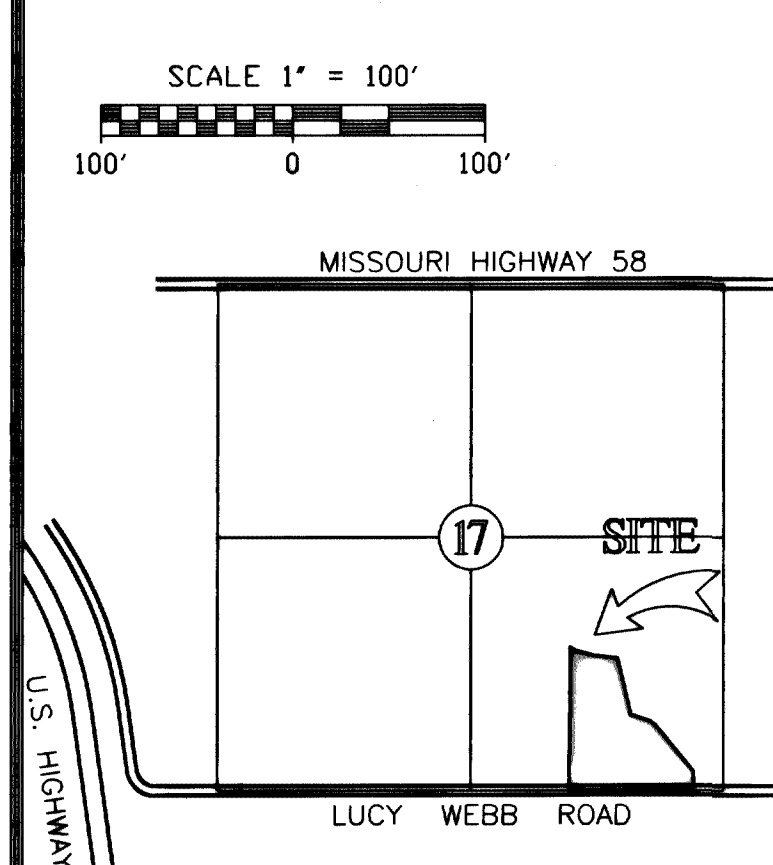 SCALE 1" = 100'
100' 0 100'
MISSOURI HIGHWAY 58
17
SITE
U.S. HIGHWAY
LUCY WEBB ROAD